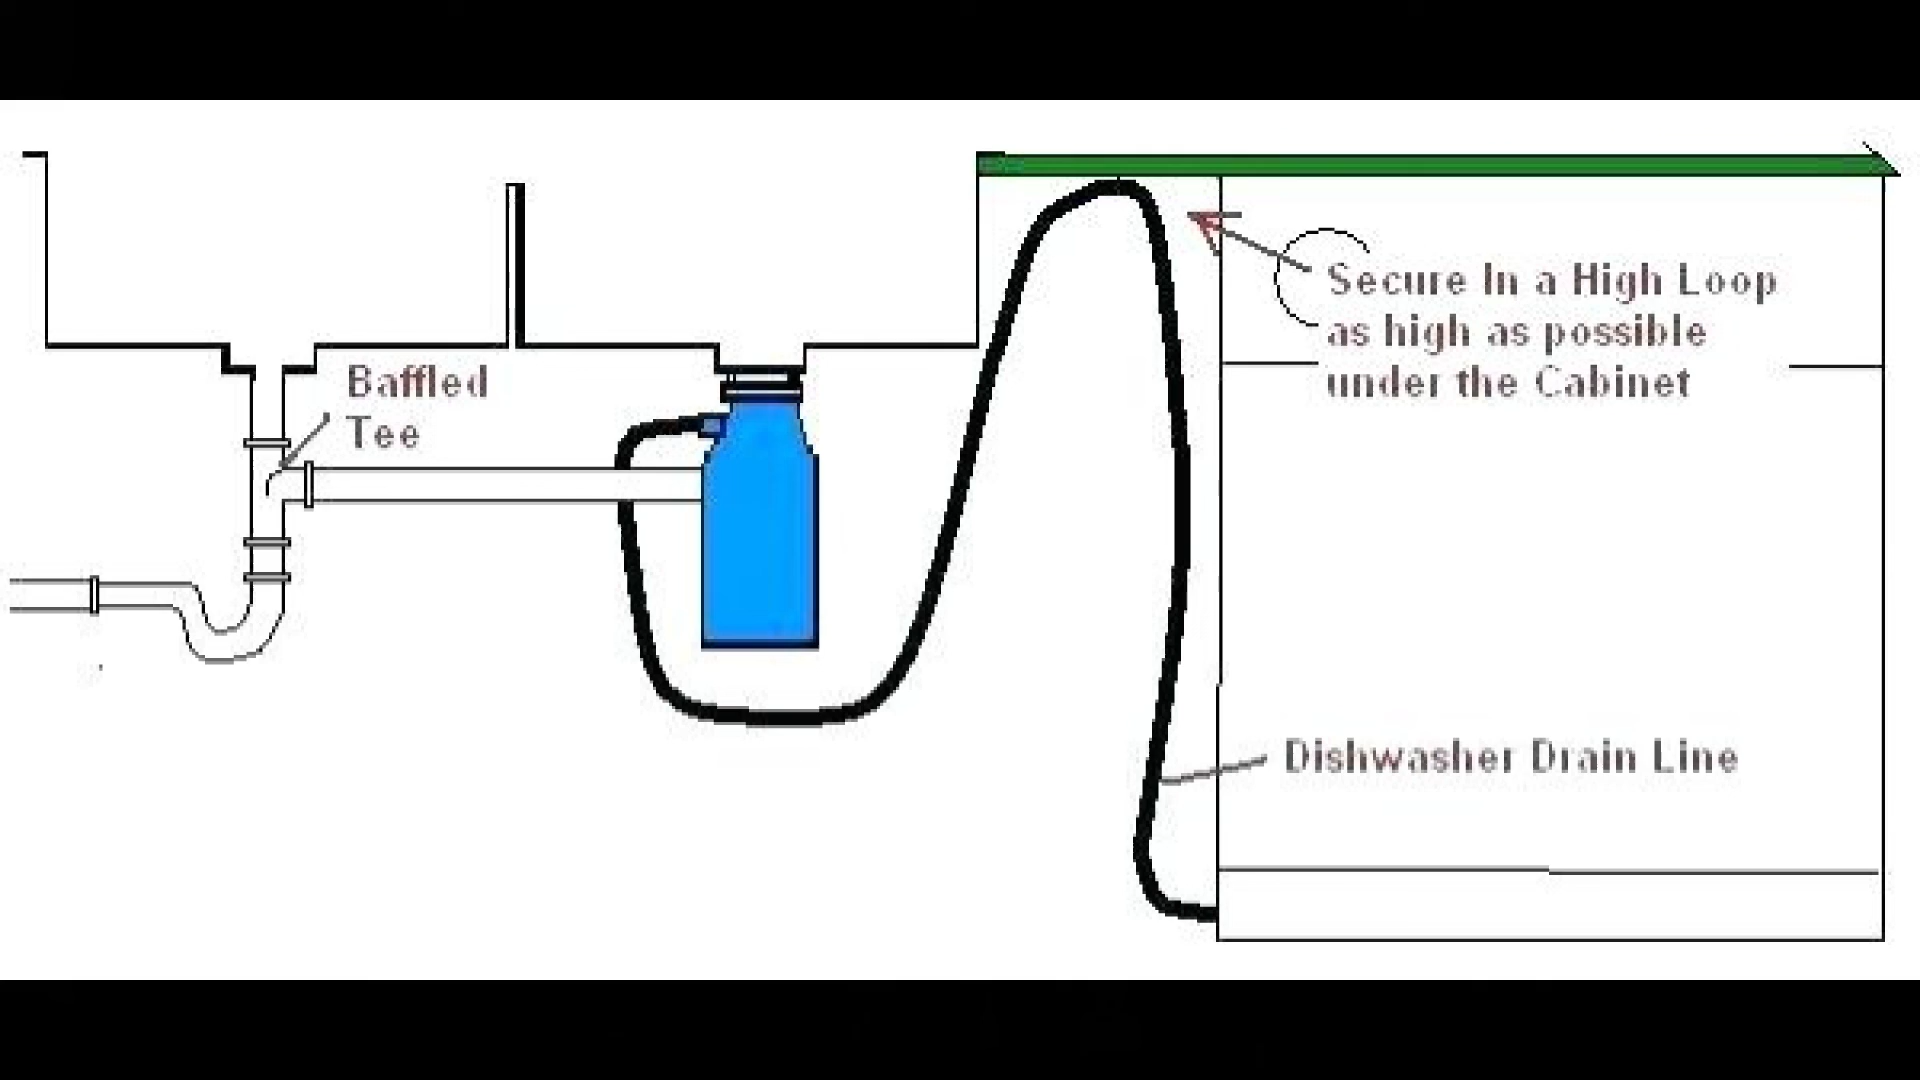 Secure In a High Loop
as high as possible
under the Cabinet
Baffled
Tee
Dishwasher Drain Line